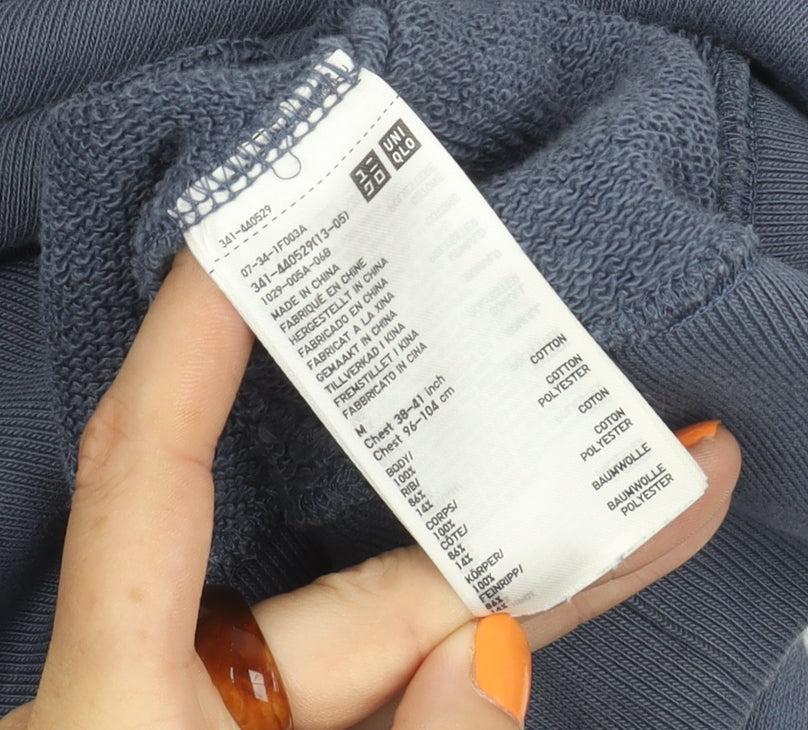 UNI
QLO
341-440529
07-34-1F003A
341-440529(13-05)
1029-005A-06B
MADE IN CHINA
FABRIQUÉ EN CHINE
HERGESTELLT IN CHINA
FABRICADO EN CHINA
FABRICAT A LA XINA
GEMAAKT IN CHINA
TILLVERKAD I KINA
FREMSTILLET I KINA
FABBRICATO IN CINA
M
Chest 38-41 inch
Chest 96-104 cm
BODY/
100% COTTON
RIB/
86% COTTON
14% POLYESTER
CORPS/
100% COTON
CÔTE/
86% COTON
14% POLYESTER
KÖRPER/
100% BAUMWOLLE
FEINRIPP/
86% BAUMWOLLE
14% POLYESTER